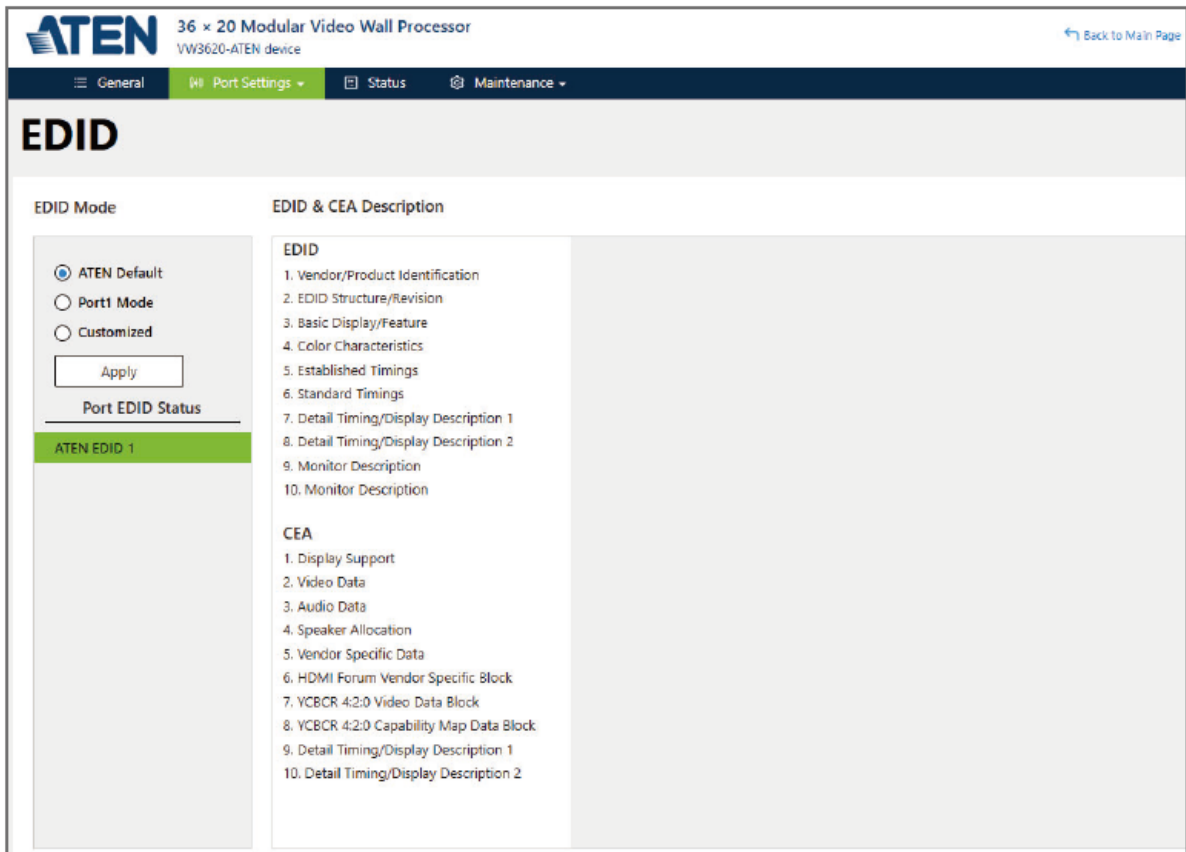 ATEN
36 × 20 Modular Video Wall Processor
VW3620-ATEN device
Back to Main Page
General
Port Settings
Status
Maintenance
EDID
EDID Mode
ATEN Default
Port1 Mode
Customized
Apply
Port EDID Status
ATEN EDID 1
EDID & CEA Description
EDID
1. Vendor/Product Identification
2. EDID Structure/Revision
3. Basic Display/Feature
4. Color Characteristics
5. Established Timings
6. Standard Timings
7. Detail Timing/Display Description 1
8. Detail Timing/Display Description 2
9. Monitor Description
10. Monitor Description
CEA
1. Display Support
2. Video Data
3. Audio Data
4. Speaker Allocation
5. Vendor Specific Data
6. HDMI Forum Vendor Specific Block
7. YCBCR 4:2:0 Video Data Block
8. YCBCR 4:2:0 Capability Map Data Block
9. Detail Timing/Display Description 1
10. Detail Timing/Display Description 2